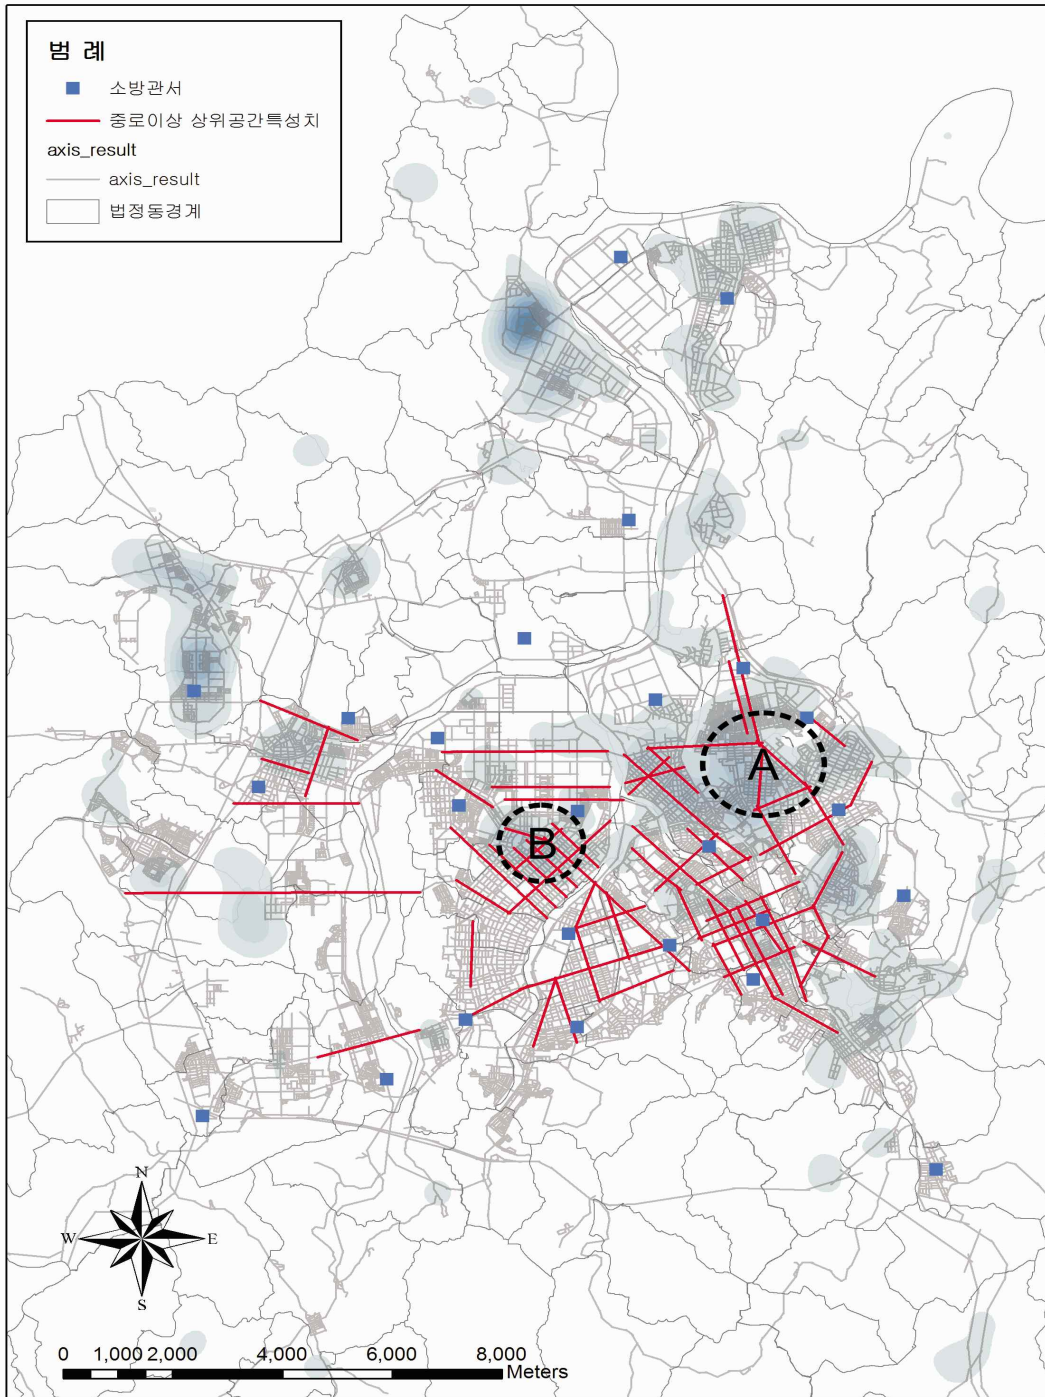 범 례
소방관서
중로이상 상위공간특성치
axis_result
axis_result
법정동경계
A
B
N
W E
S
0 1,000 2,000 4,000 6,000 8,000
Meters